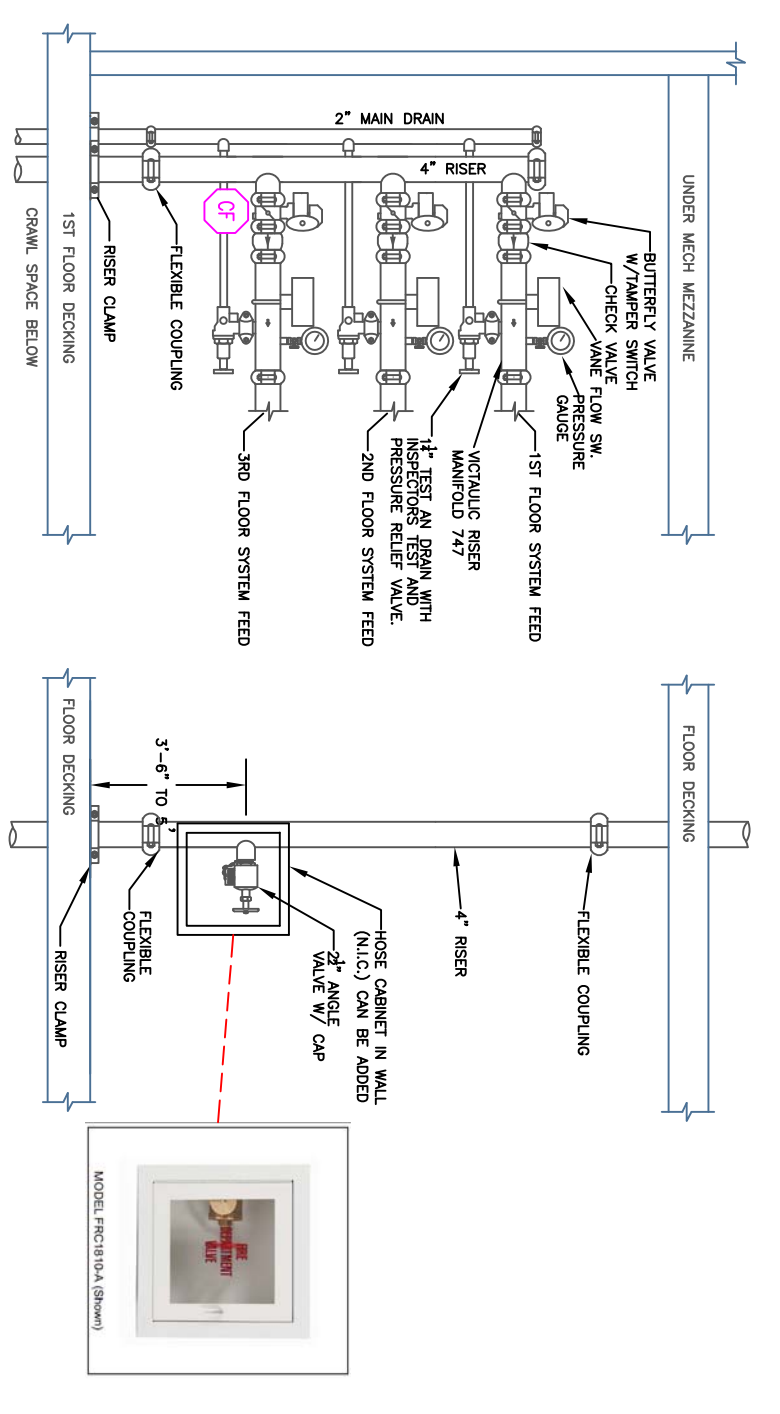 UNDER MECH MEZZANINE
BUTTERFLY VALVE
W/TAMPER SWITCH
CHECK VALVE
VANE FLOW SW.
PRESSURE
GAUGE
2" MAIN DRAIN
4" RISER
1ST FLOOR SYSTEM FEED
VICTAULIC RISER
MANIFOLD 747
1¼" TEST AN DRAIN WITH
INSPECTORS TEST AND
PRESSURE RELIEF VALVE.
2ND FLOOR SYSTEM FEED
3RD FLOOR SYSTEM FEED
CF
FLEXIBLE COUPLING
RISER CLAMP
1ST FLOOR DECKING
CRAWL SPACE BELOW
FLOOR DECKING
FLEXIBLE COUPLING
4" RISER
HOSE CABINET IN WALL
(N.I.C.) CAN BE ADDED
2½" ANGLE
VALVE W/ CAP
3'-6" TO 5'
FLEXIBLE
COUPLING
RISER CLAMP
FLOOR DECKING
FIRE
DEPARTMENT
VALVE
MODEL FRC1810-A (Shown)